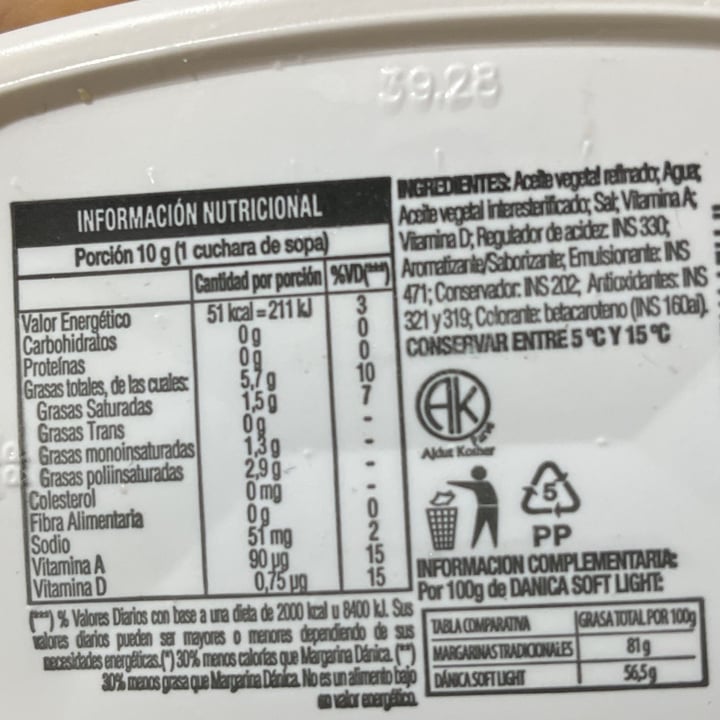 39.28
INFORMACIÓN NUTRICIONAL
Porción 10 g (1 cuchara de sopa)
Cantidad por porción %VD(***)
Valor Energético 51 kcal = 211 kJ 3
Carbohidratos 0 g 0
Proteínas 0 g 0
Grasas totales, de las cuales: 5,7 g 10
Grasas Saturadas 1,5 g 7
Grasas Trans 0 g -
Grasas monoinsaturadas 1,3 g -
Grasas poliinsaturadas 2,9 g -
Colesterol 0 mg -
Fibra Alimentaria 0 g 0
Sodio 51 mg 2
Vitamina A 90 µg 15
Vitamina D 0,75 µg 15
(***) % Valores Diarios con base a una dieta de 2000 kcal u 8400 kJ. Sus
valores diarios pueden ser mayores o menores dependiendo de sus
necesidades energéticas.(*) 30% menos calorías que Margarina Dánica. (**)
30% menos grasa que Margarina Dánica. No es un alimento bajo
en valor energético.
INGREDIENTES: Aceite vegetal refinado; Agua;
Aceite vegetal interesterificado; Sal; Vitamina A;
Vitamina D; Regulador de acidez: INS 330;
Aromatizante/Saborizante; Emulsionante: INS
471; Conservador: INS 202; Antioxidantes: INS
321 y 319; Colorante: betacaroteno (INS 160ai).
CONSERVAR ENTRE 5 °C Y 15 °C
AK
Parve
Ajdut Kosher
5
PP
INFORMACION COMPLEMENTARIA:
Por 100g de DANICA SOFT LIGHT:
TABLA COMPARATIVA GRASA TOTAL POR 100g
MARGARINAS TRADICIONALES 81 g
DÁNICA SOFT LIGHT 56,5 g